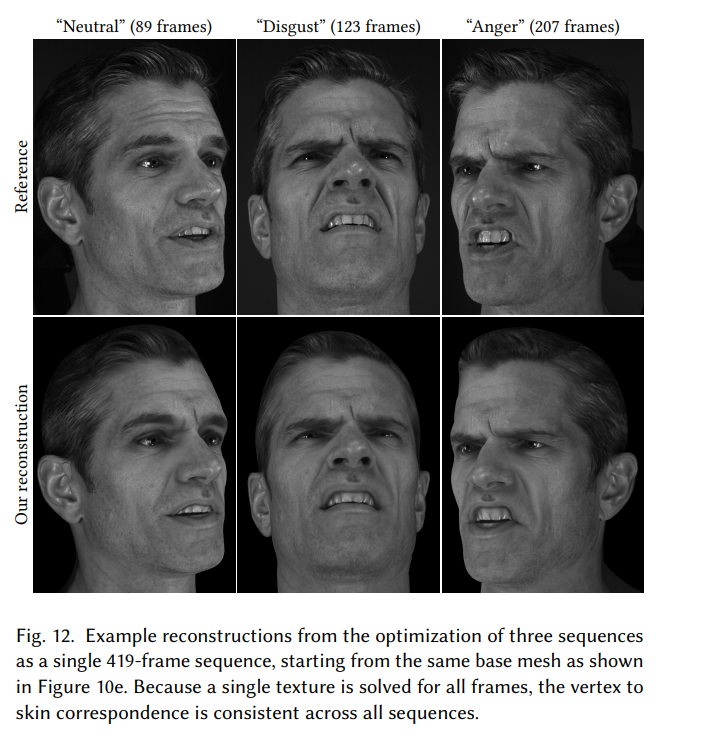 “Neutral” (89 frames) “Disgust” (123 frames) “Anger” (207 frames)
Reference
Our reconstruction
Fig. 12. Example reconstructions from the optimization of three sequences
as a single 419-frame sequence, starting from the same base mesh as shown
in Figure 10e. Because a single texture is solved for all frames, the vertex to
skin correspondence is consistent across all sequences.